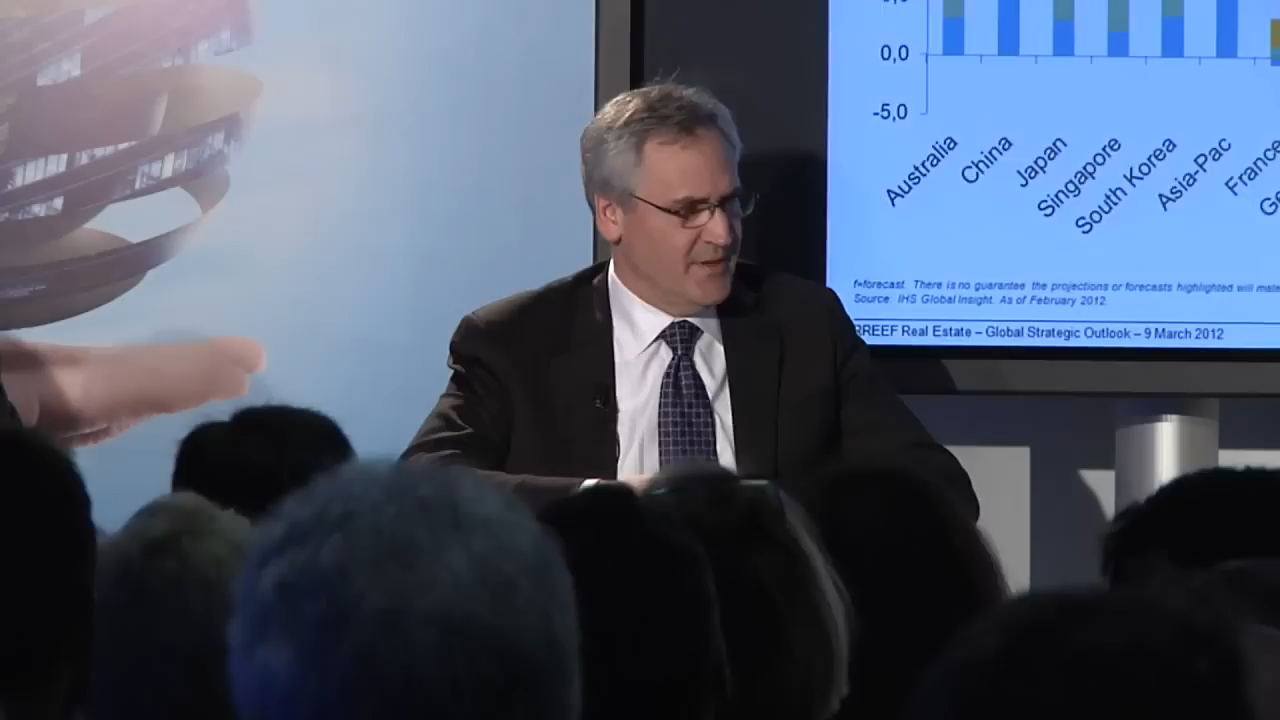 0,0
-5,0
Australia
China
Japan
Singapore
South Korea
Asia-Pac
France
f=forecast. There is no guarantee the projections or forecasts highlighted will
Source: IHS Global Insight. As of February 2012.
RREEF Real Estate – Global Strategic Outlook – 9 March 2012